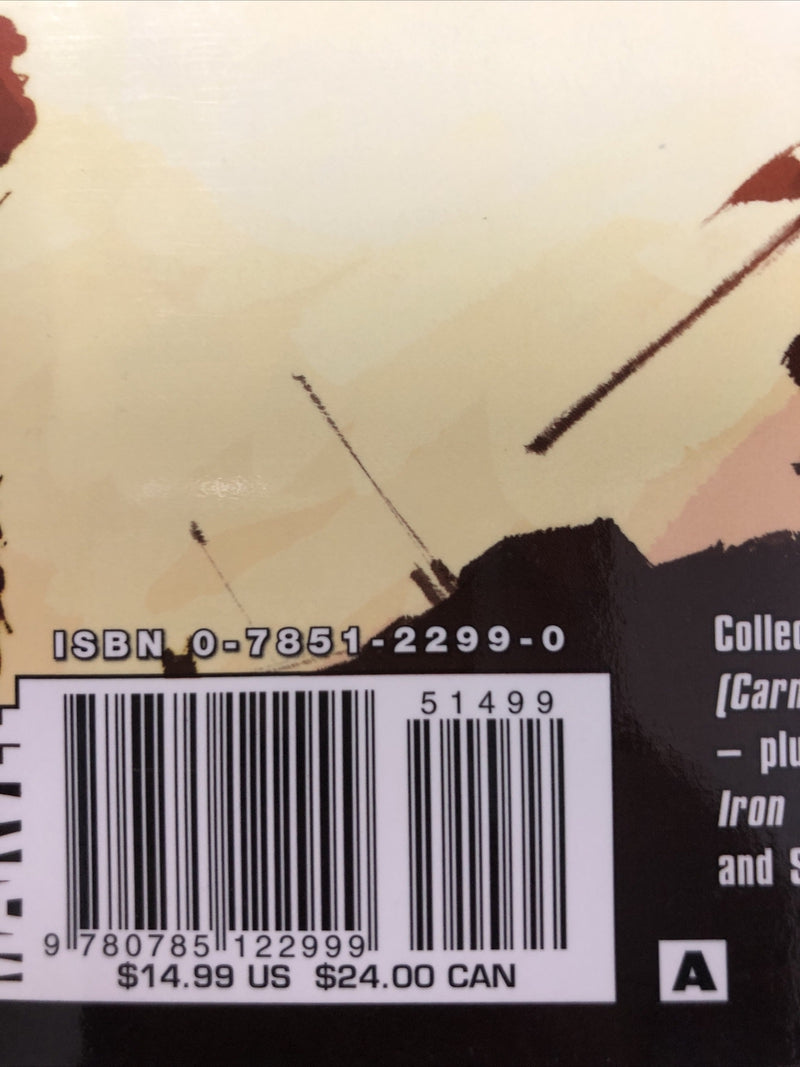 ISBN 0-7851-2299-0
51499
9 780785 122999
$14.99 US $24.00 CAN
Collec
(Carn
– plu
Iron
and S
A